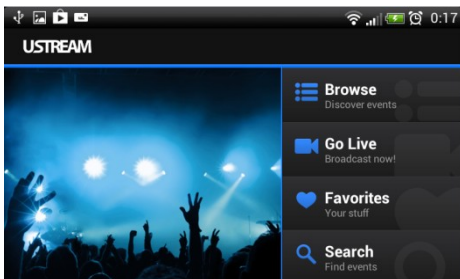 0:17
USTREAM
Browse
Discover events
Go Live
Broadcast now!
Favorites
Your stuff
Search
Find events